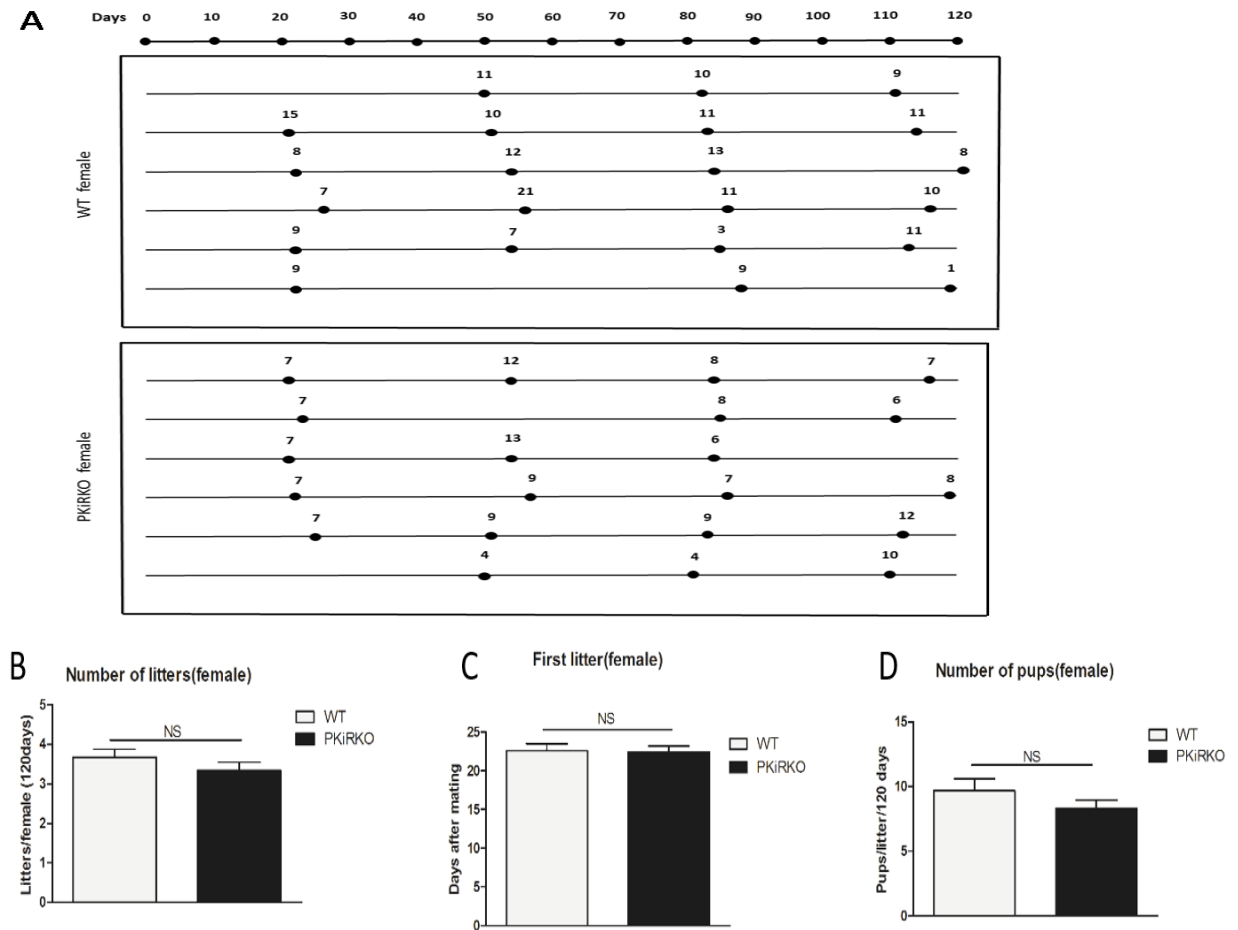 A
Days 0 10 20 30 40 50 60 70 80 90 100 110 120
WT female
11 10 9
15 10 11 11
8 12 13 8
7 21 11 10
9 7 3 11
9 9 1
PKiRKO female
7 12 8 7
7 8 6
7 13 6
7 9 7 8
7 9 9 12
4 4 10
B
Number of litters(female)
Litters/female (120days)
5
4
3
2
1
0
NS
WT
PKiRKO
C
First litter(female)
Days after mating
25
20
15
10
5
0
NS
WT
PKiRKO
D
Number of pups(female)
Pups/litter/120 days
15
10
5
0
NS
WT
PKiRKO